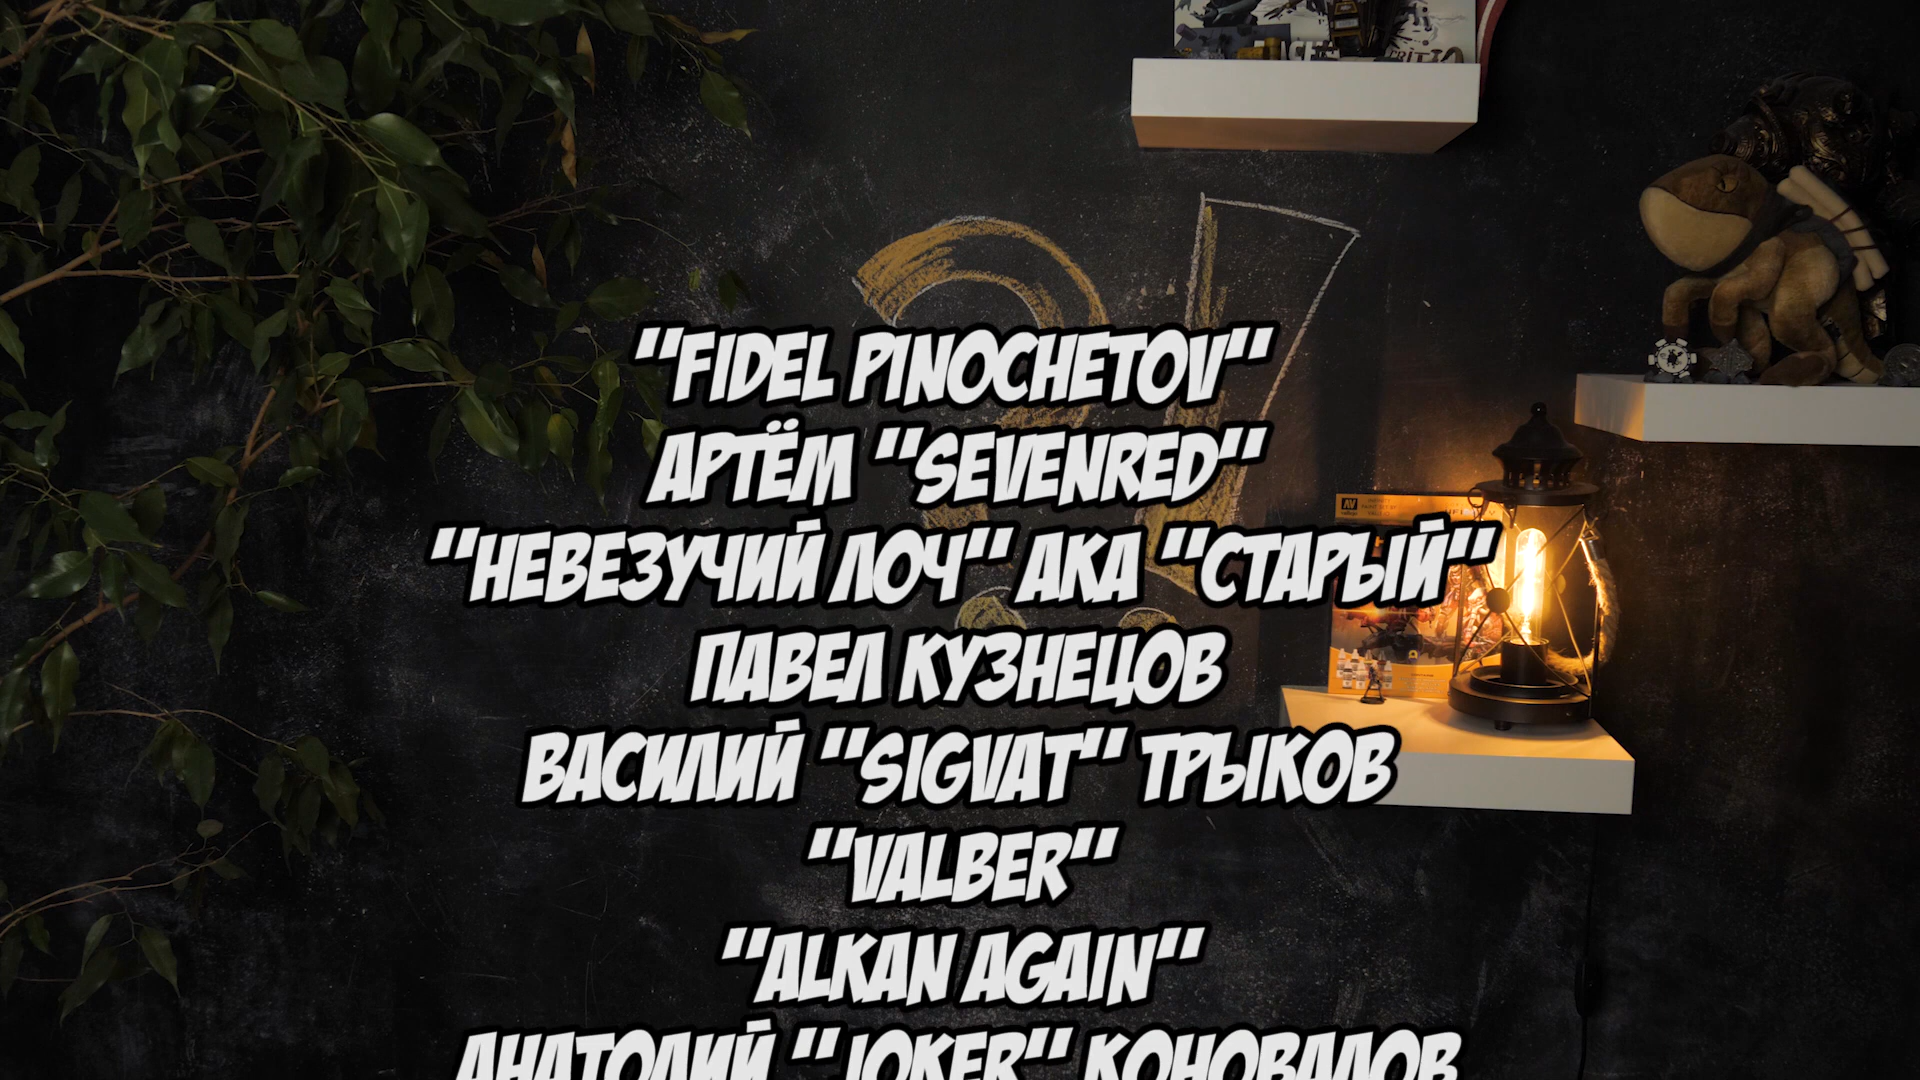 "FIDEL PINOCHETOV"
АРТЁМ "SEVENRED"
"НЕВЕЗУЧИЙ ЛОЧ" АКА "СТАРЫЙ"
ПАВЕЛ КУЗНЕЦОВ
ВАСИЛИЙ "SIGVAT" ТРЫКОВ
"VALBER"
"ALKAN AGAIN"
АНАТОЛИЙ "JOKER" КОНОВАЛОВ